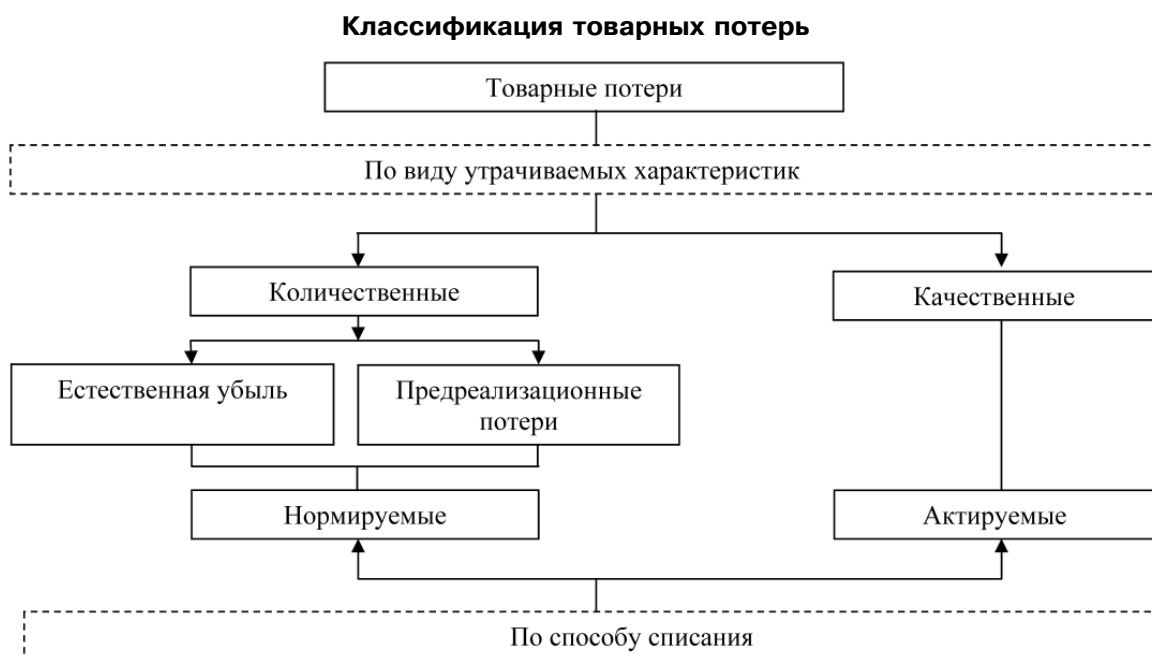 Классификация товарных потерь
Товарные потери
По виду утрачиваемых характеристик
Количественные
Качественные
Естественная убыль
Предреализационные
потери
Нормируемые
Актируемые
По способу списания